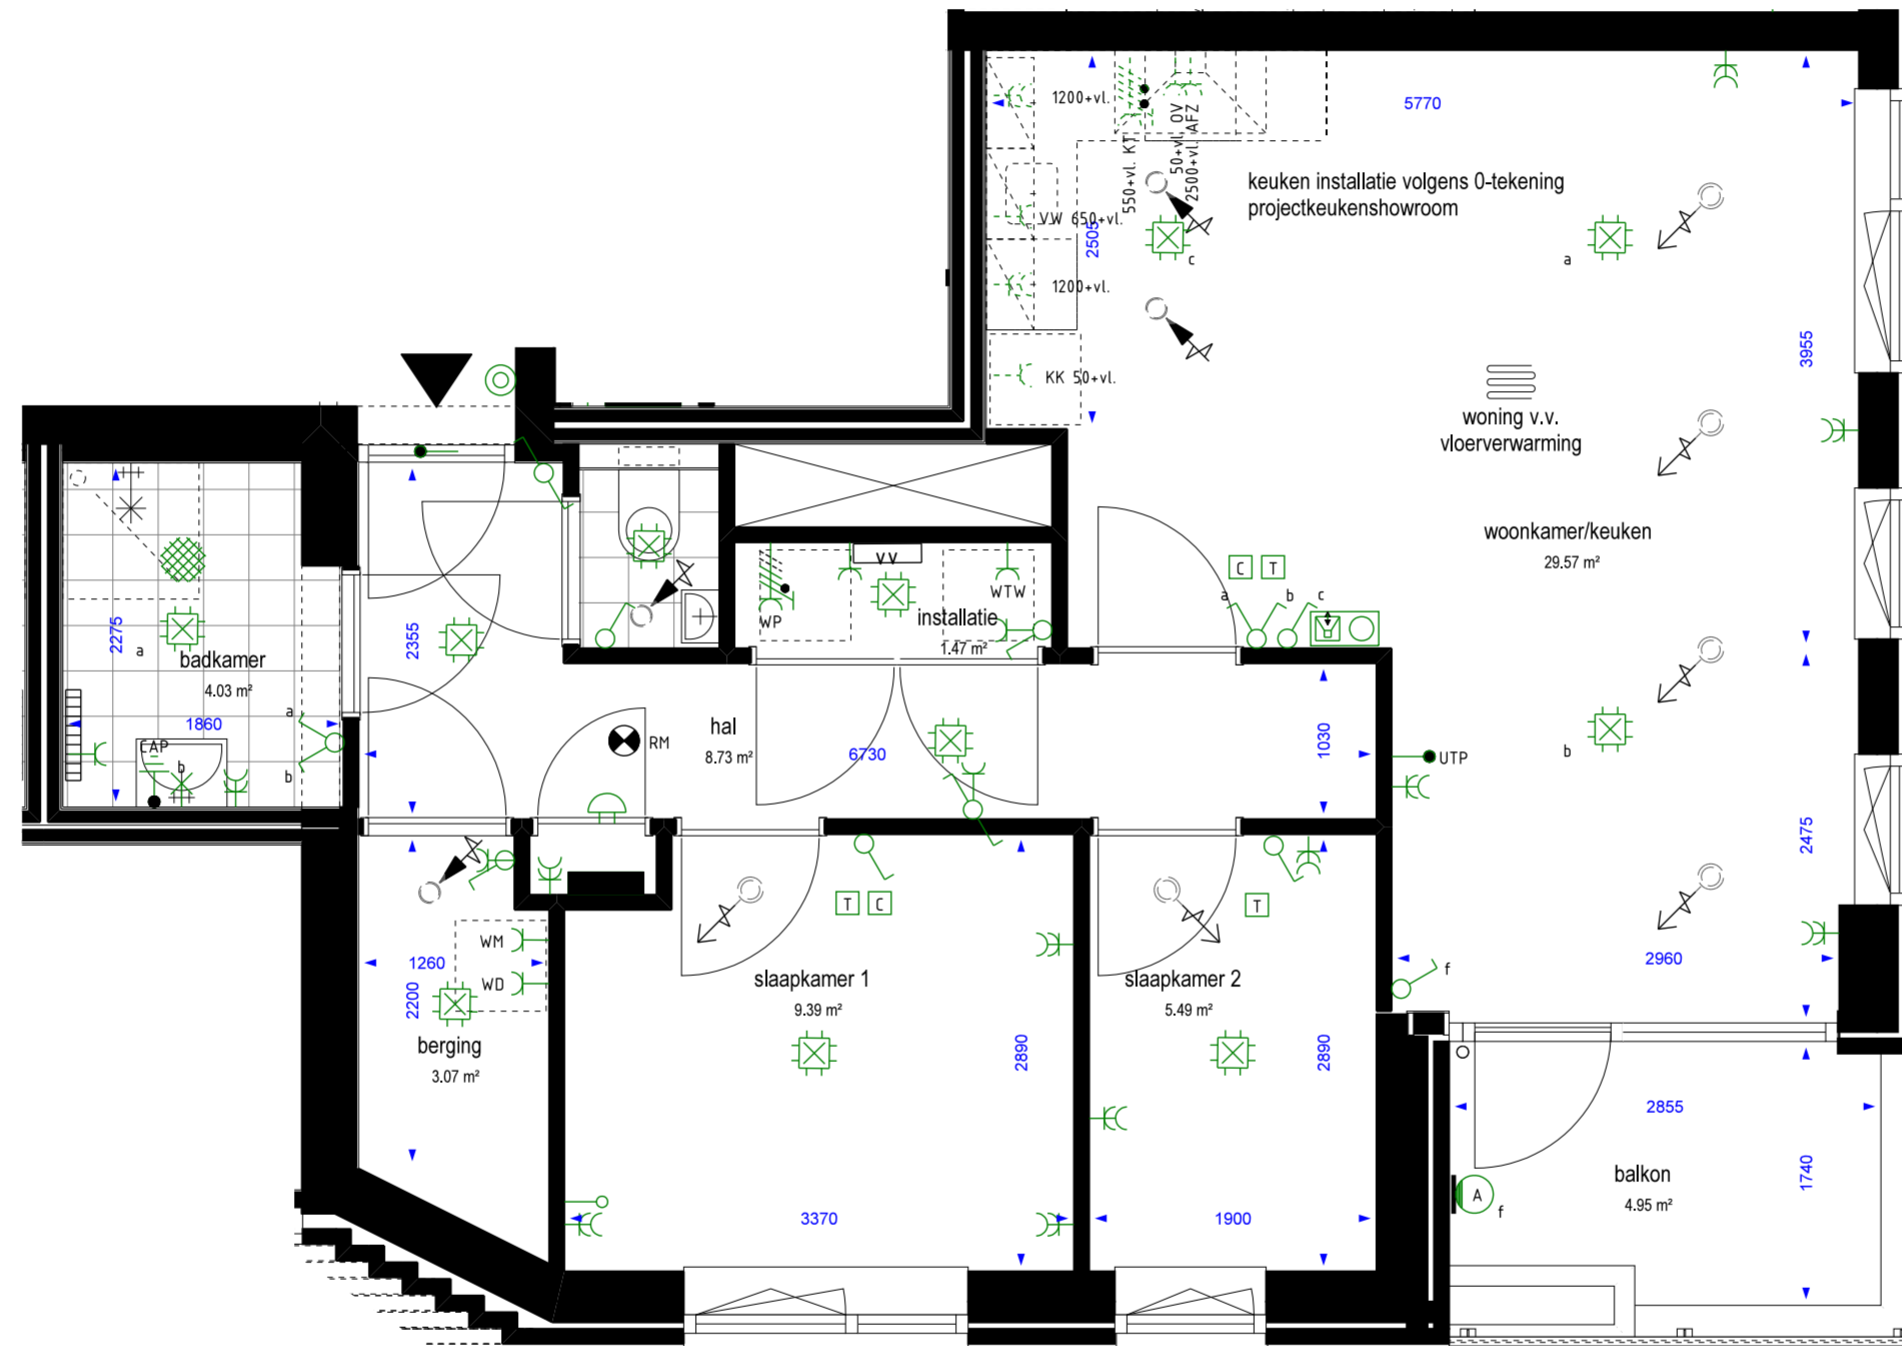 1200+vl.
5770
550+vl. KT
50+vl. OV
2500+vl. AFZ
keuken installatie volgens 0-tekening
projectkeukenshowroom
VW 650+vl.
2505
c
a
1200+vl.
3955
KK 50+vl.
woning v.v.
vloerverwarming
woonkamer/keuken
29.57 m²
VV
WTW
WP
installatie
1.47 m²
C
T
a
b
c
2275
2355
a
badkamer
4.03 m²
a
1860
CAP
b
b
hal
8.73 m²
RM
6730
1030
UTP
b
2475
T
C
T
WM
WD
1260
2200
berging
3.07 m²
slaapkamer 1
9.39 m²
2890
slaapkamer 2
5.49 m²
2890
2960
f
3370
1900
2855
1740
balkon
4.95 m²
A
f